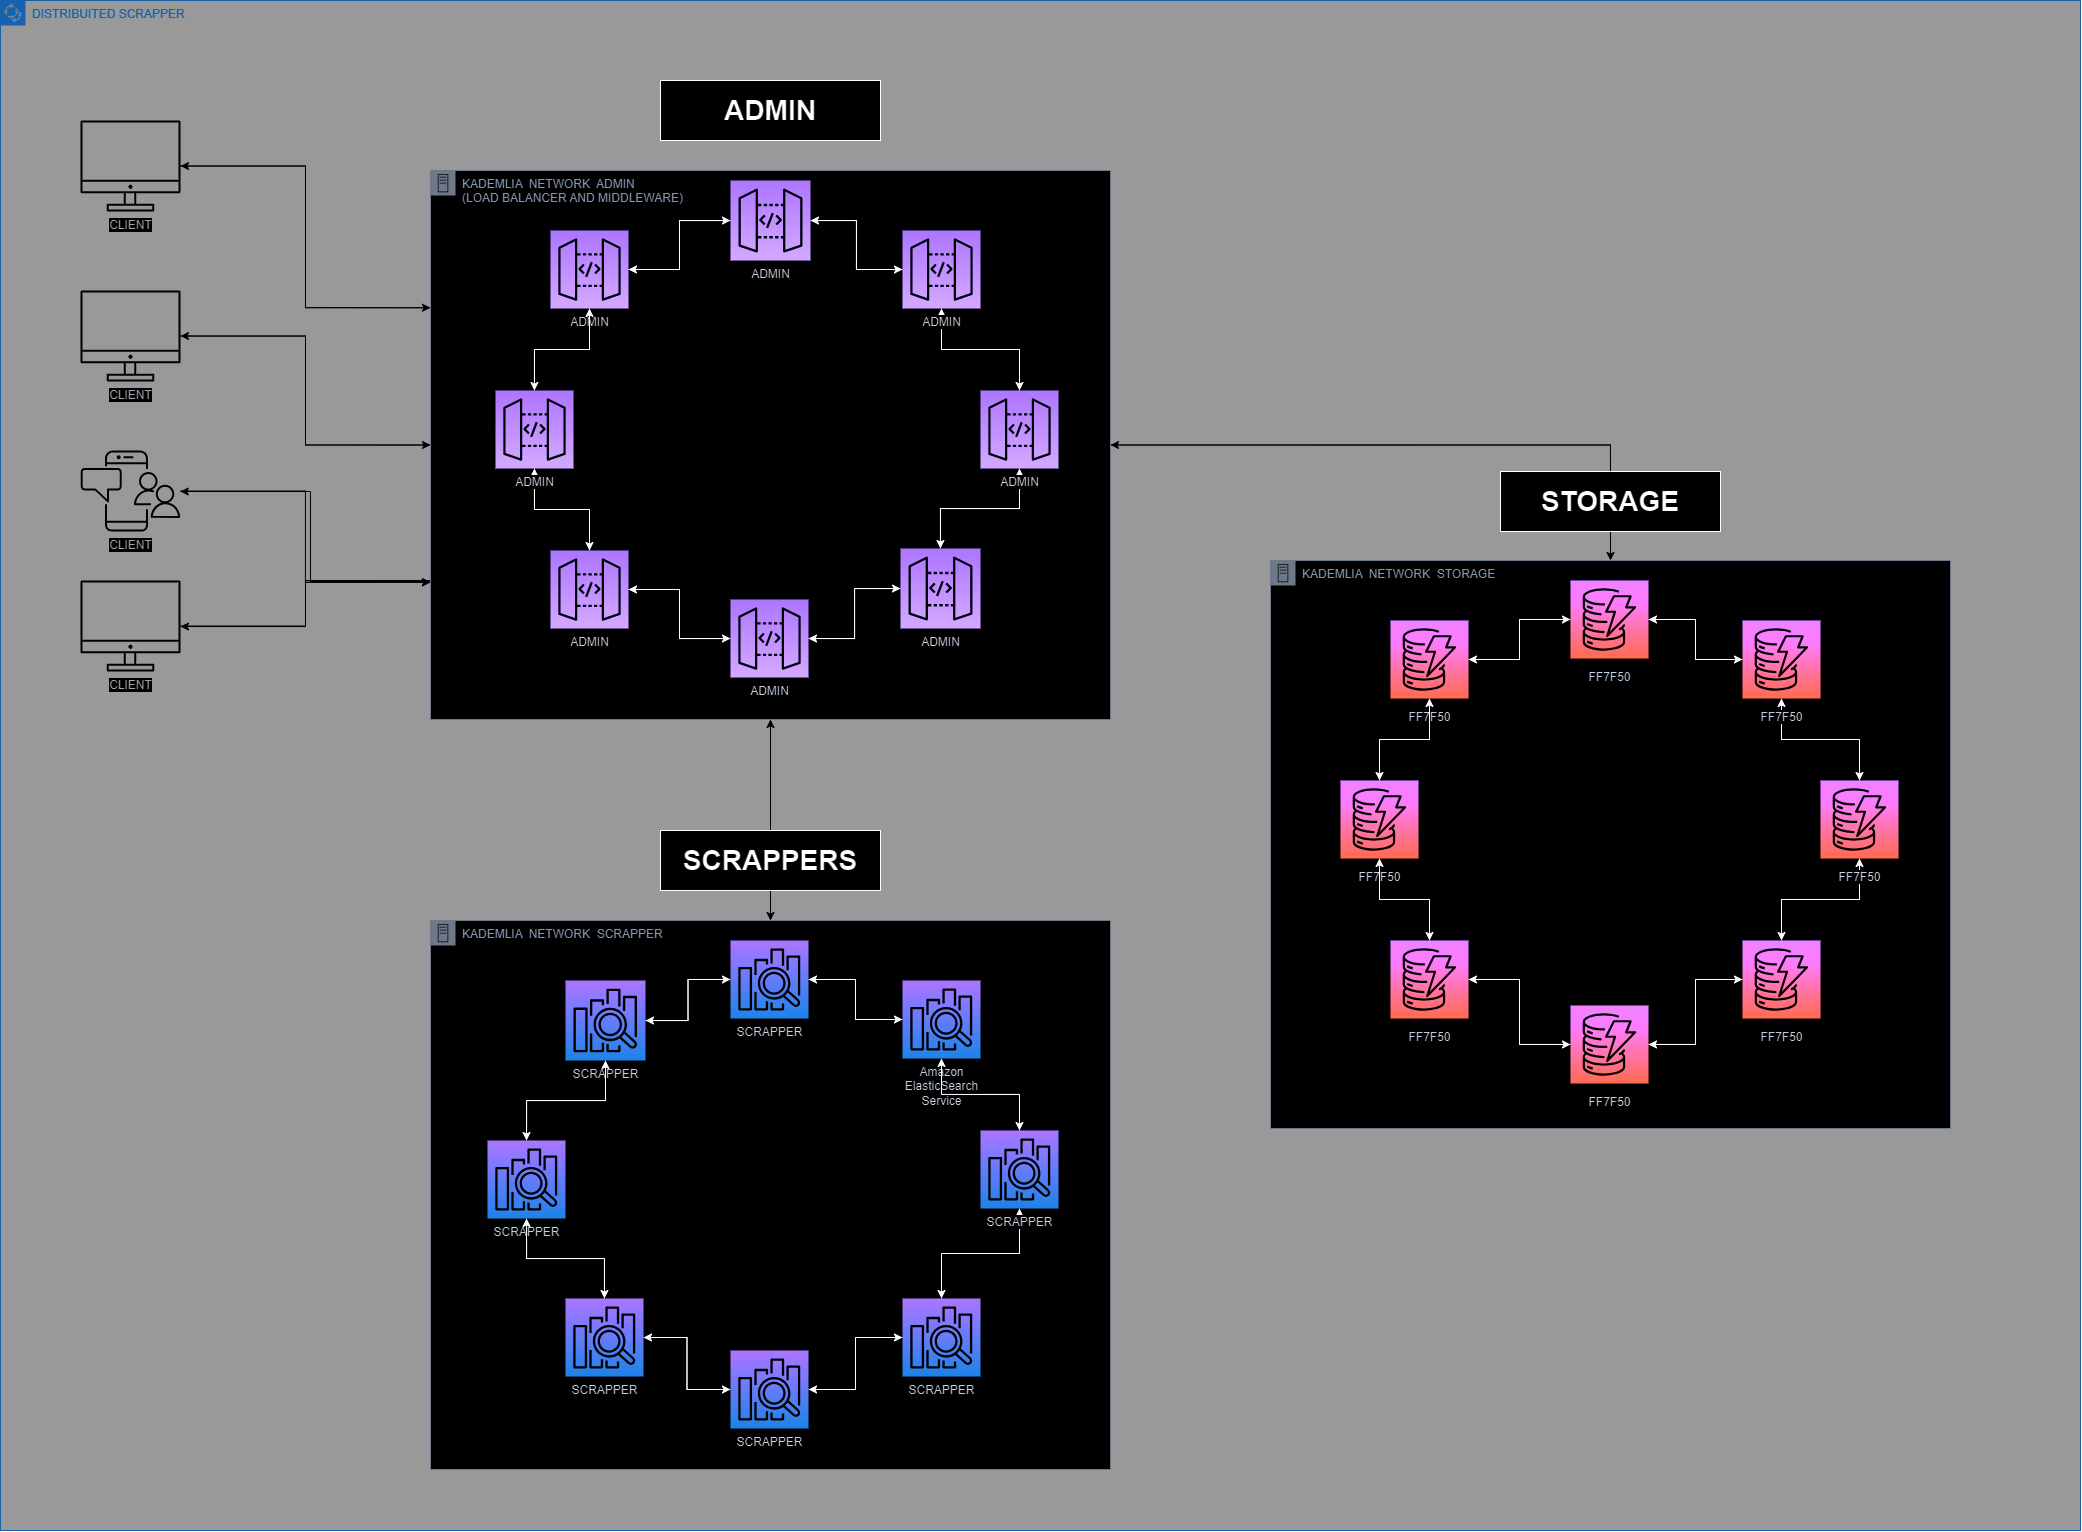 DISTRIBUITED SCRAPPER
ADMIN
CLIENT
CLIENT
CLIENT
CLIENT
KADEMLIA NETWORK ADMIN
(LOAD BALANCER AND MIDDLEWARE)
ADMIN
ADMIN
ADMIN
ADMIN
ADMIN
ADMIN
ADMIN
ADMIN
STORAGE
KADEMLIA NETWORK STORAGE
FF7F50
FF7F50
FF7F50
FF7F50
FF7F50
FF7F50
FF7F50
FF7F50
SCRAPPERS
KADEMLIA NETWORK SCRAPPER
SCRAPPER
SCRAPPER
Amazon
ElasticSearch
Service
SCRAPPER
SCRAPPER
SCRAPPER
SCRAPPER
SCRAPPER